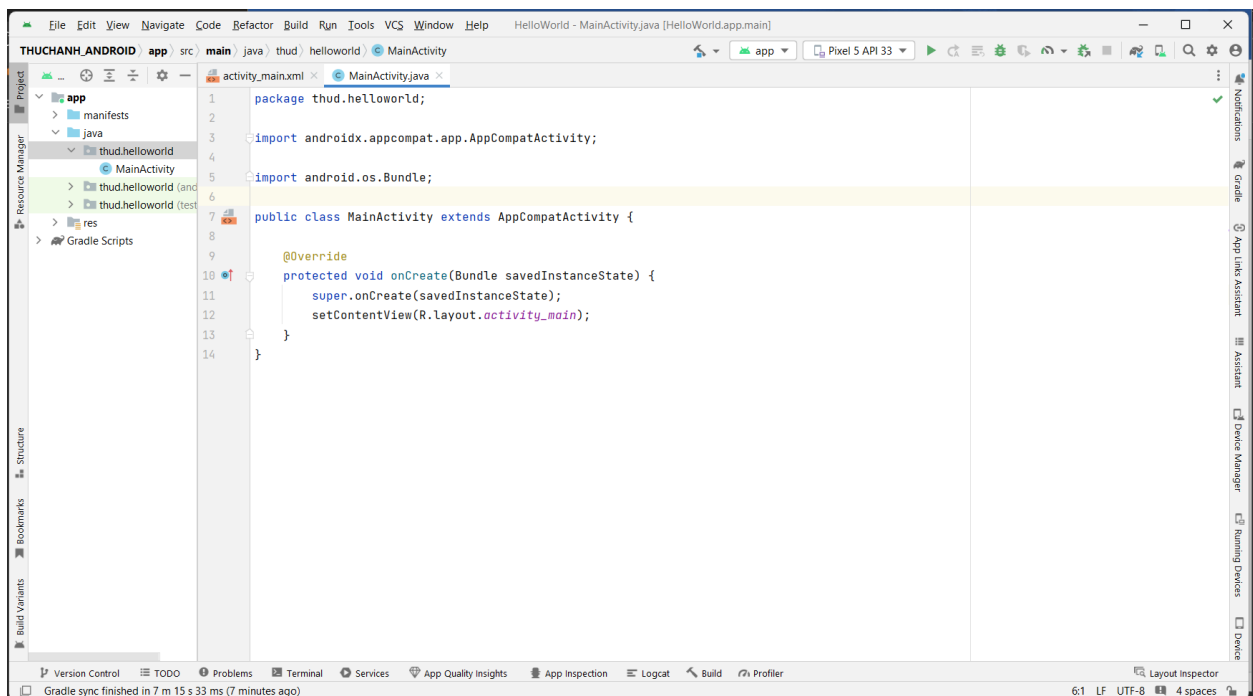 File Edit View Navigate Code Refactor Build Run Tools VCS Window Help HelloWorld - MainActivity.java [HelloWorld.app.main]
THUCHANH_ANDROID app src main java thud helloworld MainActivity app Pixel 5 API 33
Project
Resource Manager
Structure
Bookmarks
Build Variants
app
manifests
java
thud.helloworld
MainActivity
thud.helloworld (and
thud.helloworld (test
res
Gradle Scripts
activity_main.xml MainActivity.java
1 package thud.helloworld;
2
3 import androidx.appcompat.app.AppCompatActivity;
4
5 import android.os.Bundle;
6
7 public class MainActivity extends AppCompatActivity {
8
9 @Override
10 protected void onCreate(Bundle savedInstanceState) {
11 super.onCreate(savedInstanceState);
12 setContentView(R.layout.activity_main);
13 }
14 }
Notifications
Gradle
App Links Assistant
Assistant
Device Manager
Running Devices
Device
Version Control TODO Problems Terminal Services App Quality Insights App Inspection Logcat Build Profiler Layout Inspector
Gradle sync finished in 7 m 15 s 33 ms (7 minutes ago) 6:1 LF UTF-8 4 spaces